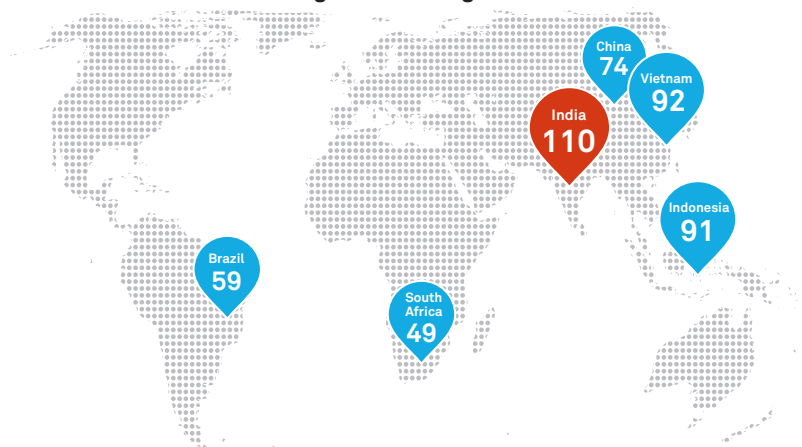 China
74
Vietnam
92
India
110
Indonesia
91
Brazil
59
South
Africa
49